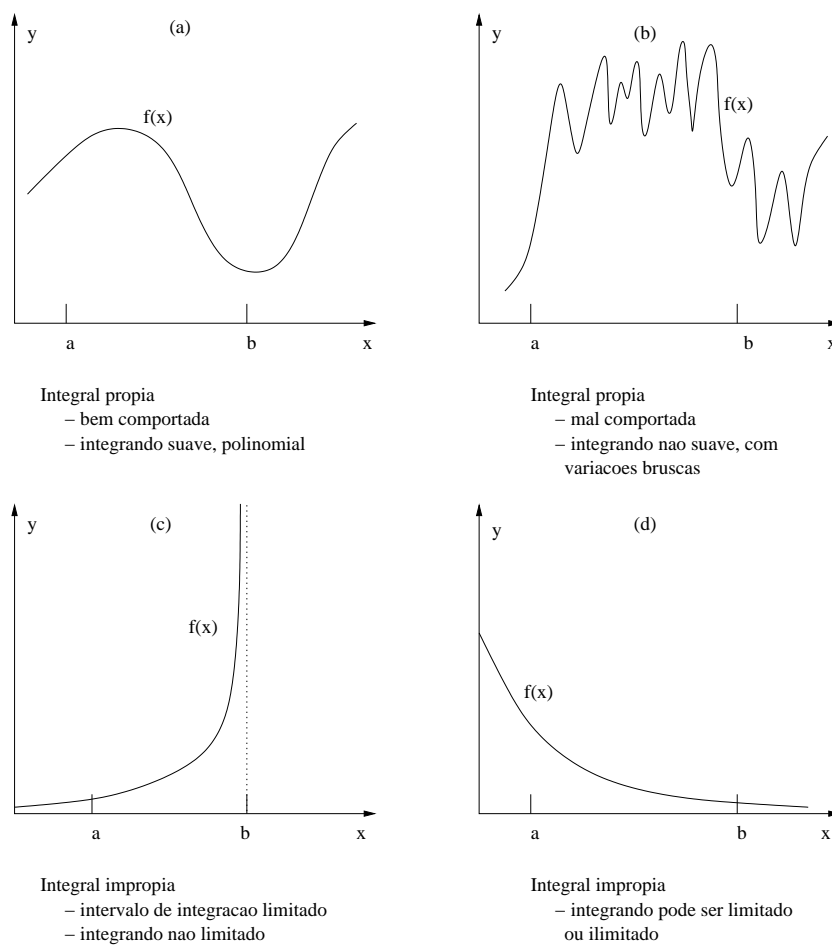 (a)
y
f(x)
a
b
x
Integral propia
– bem comportada
– integrando suave, polinomial
(b)
y
f(x)
a
b
x
Integral propia
– mal comportada
– integrando nao suave, com
variacoes bruscas
(c)
y
f(x)
a
b
x
Integral impropia
– intervalo de integracao limitado
– integrando nao limitado
(d)
y
f(x)
a
b
x
Integral impropia
– integrando pode ser limitado
ou ilimitado